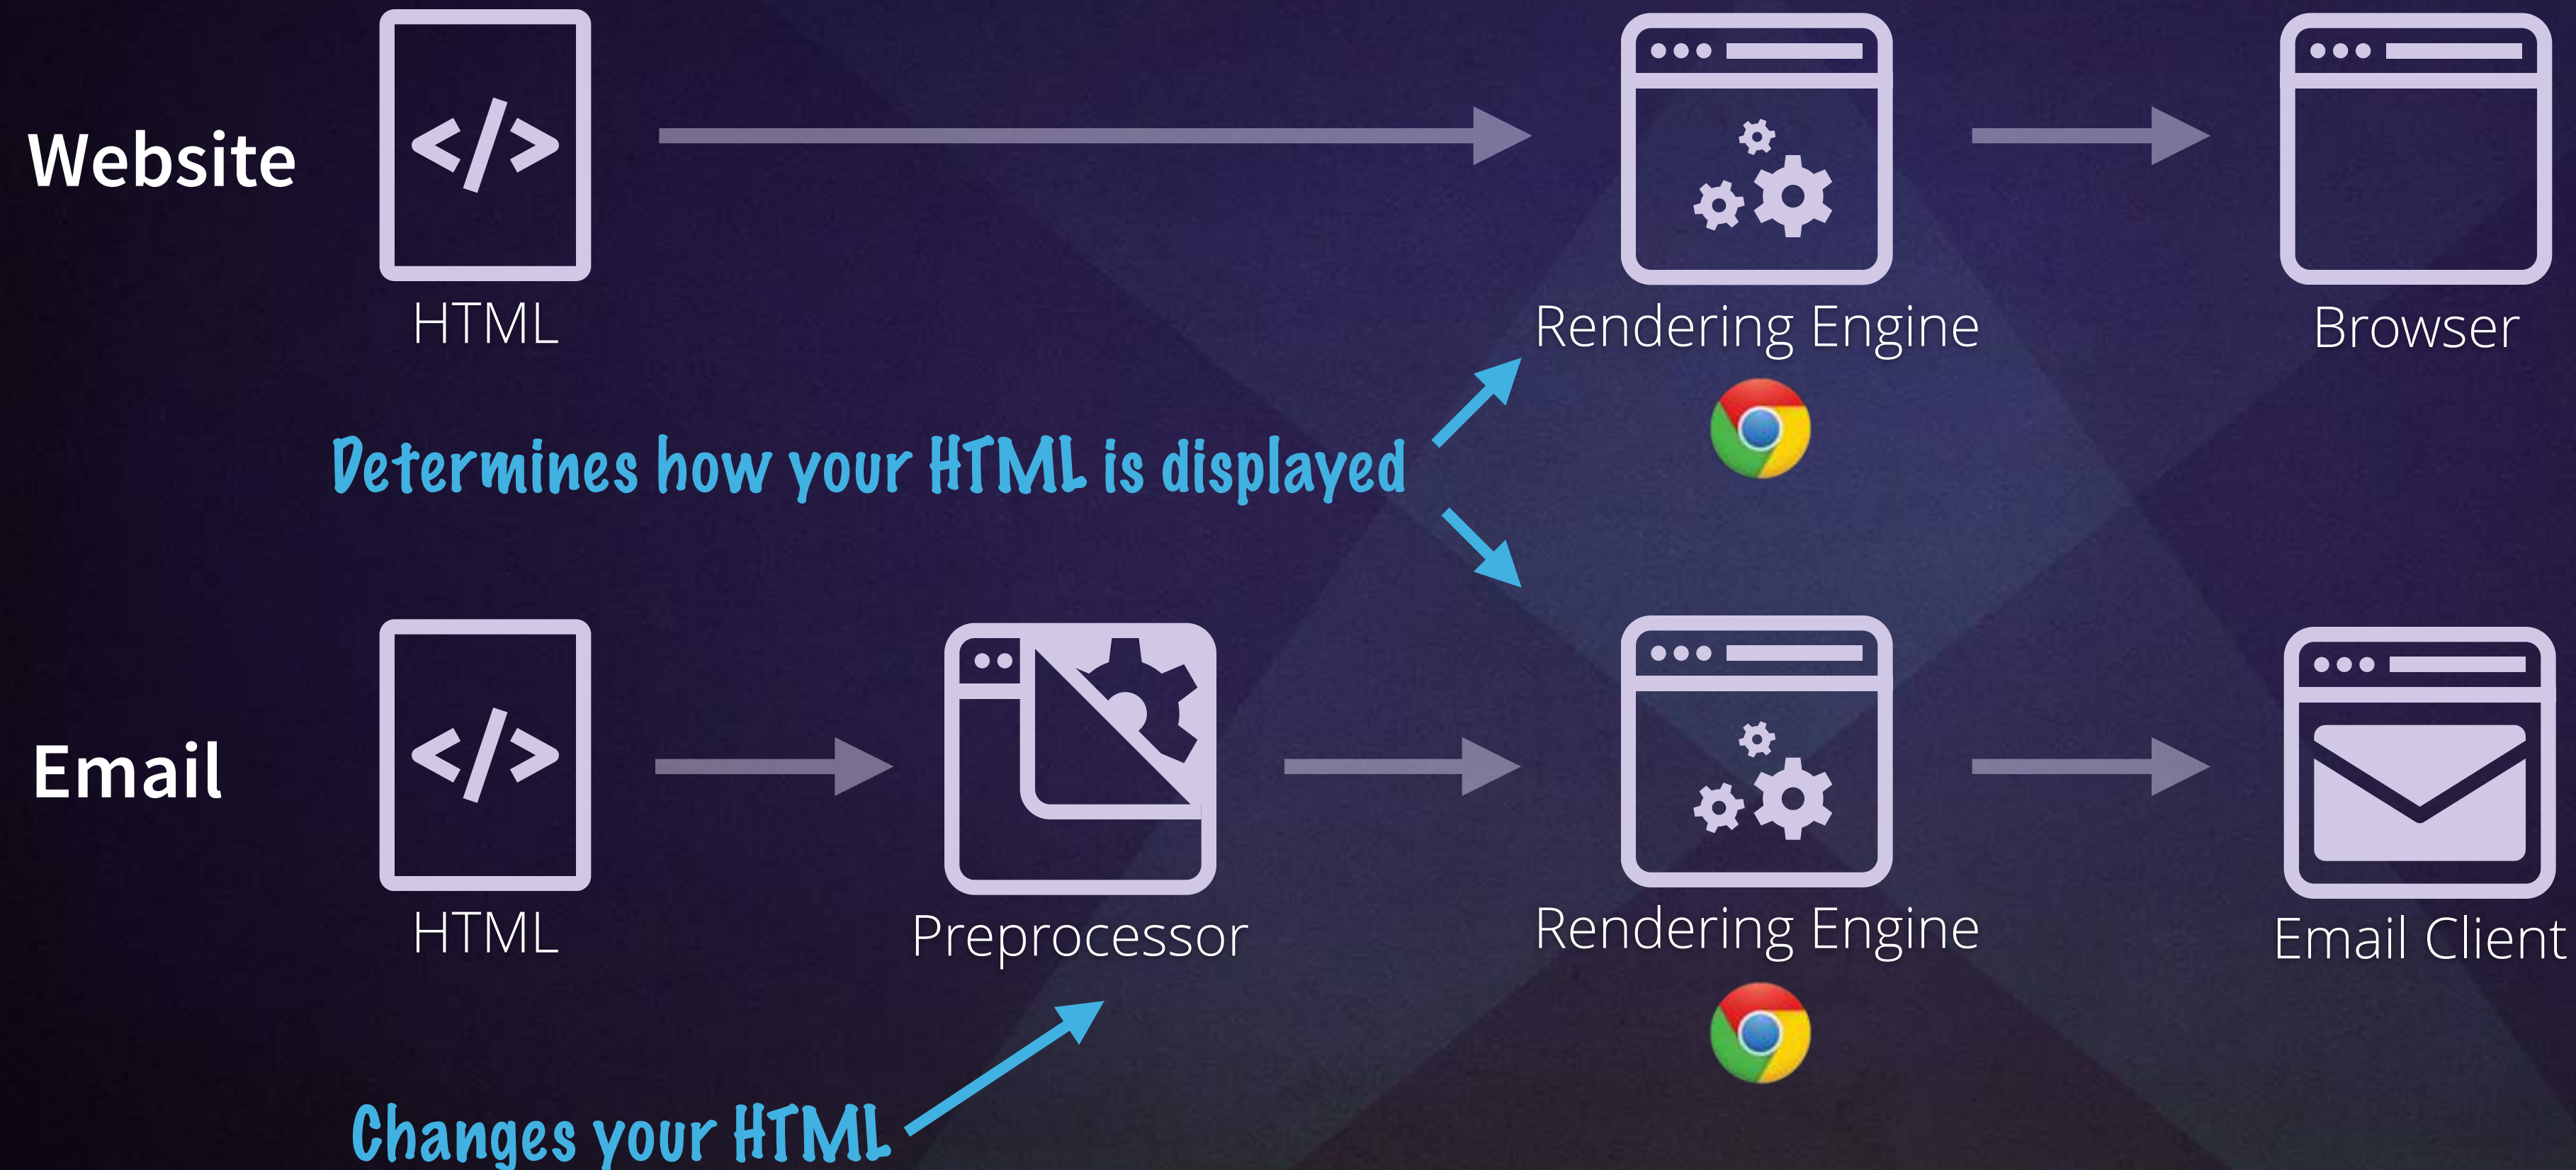 Website
</>
HTML
Rendering Engine
Browser
Determines how your HTML is displayed
Email
</>
HTML
Preprocessor
Rendering Engine
Email Client
Changes your HTML